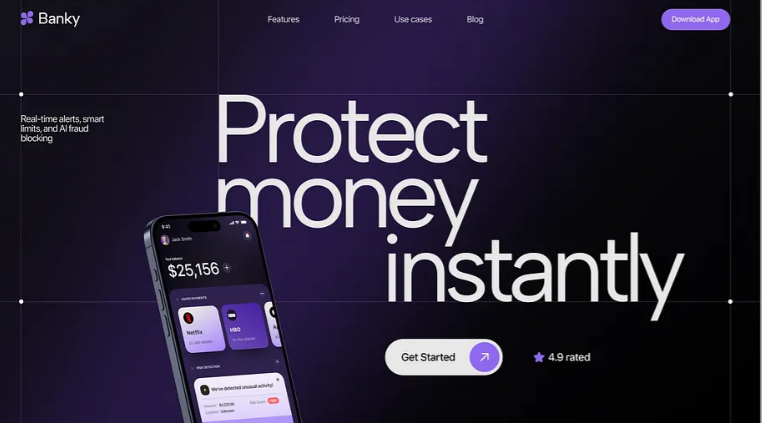 Banky
Features
Pricing
Use cases
Blog
Download App
Real-time alerts, smart
limits, and AI fraud
blocking
Protect
money
instantly
9:41
Jack Smith
Your balance
$25,156
Netflix
HBO
We've detected unusual activity!
Get Started
4.9 rated